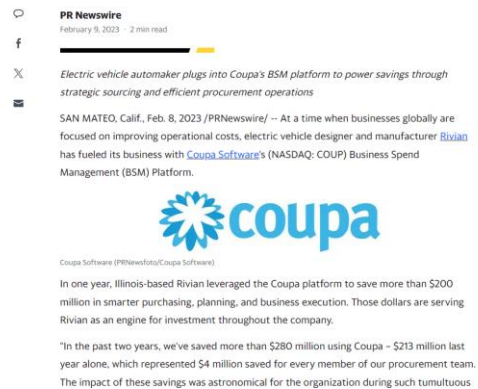 PR Newswire
February 9, 2023 · 2 min read
Electric vehicle automaker plugs into Coupa's BSM platform to power savings through
strategic sourcing and efficient procurement operations
SAN MATEO, Calif., Feb. 8, 2023 /PRNewswire/ -- At a time when businesses globally are
focused on improving operational costs, electric vehicle designer and manufacturer Rivian
has fueled its business with Coupa Software's (NASDAQ: COUP) Business Spend
Management (BSM) Platform.
coupa
Coupa Software (PRNewsfoto/Coupa Software)
In one year, Illinois-based Rivian leveraged the Coupa platform to save more than $200
million in smarter purchasing, planning, and business execution. Those dollars are serving
Rivian as an engine for investment throughout the company.
"In the past two years, we've saved more than $280 million using Coupa – $213 million last
year alone, which represented $4 million saved for every member of our procurement team.
The impact of these savings was astronomical for the organization during such tumultuous